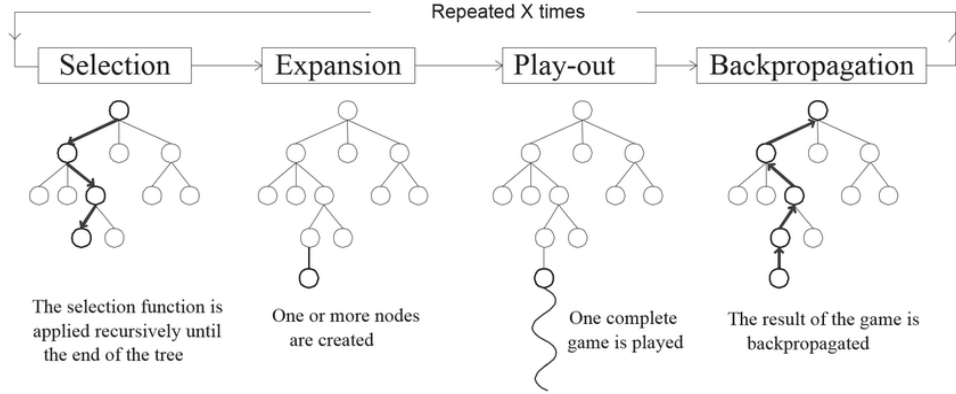 Repeated X times
Selection
Expansion
Play-out
Backpropagation
The selection function is
applied recursively until
the end of the tree
One or more nodes
are created
One complete
game is played
The result of the game is
backpropagated